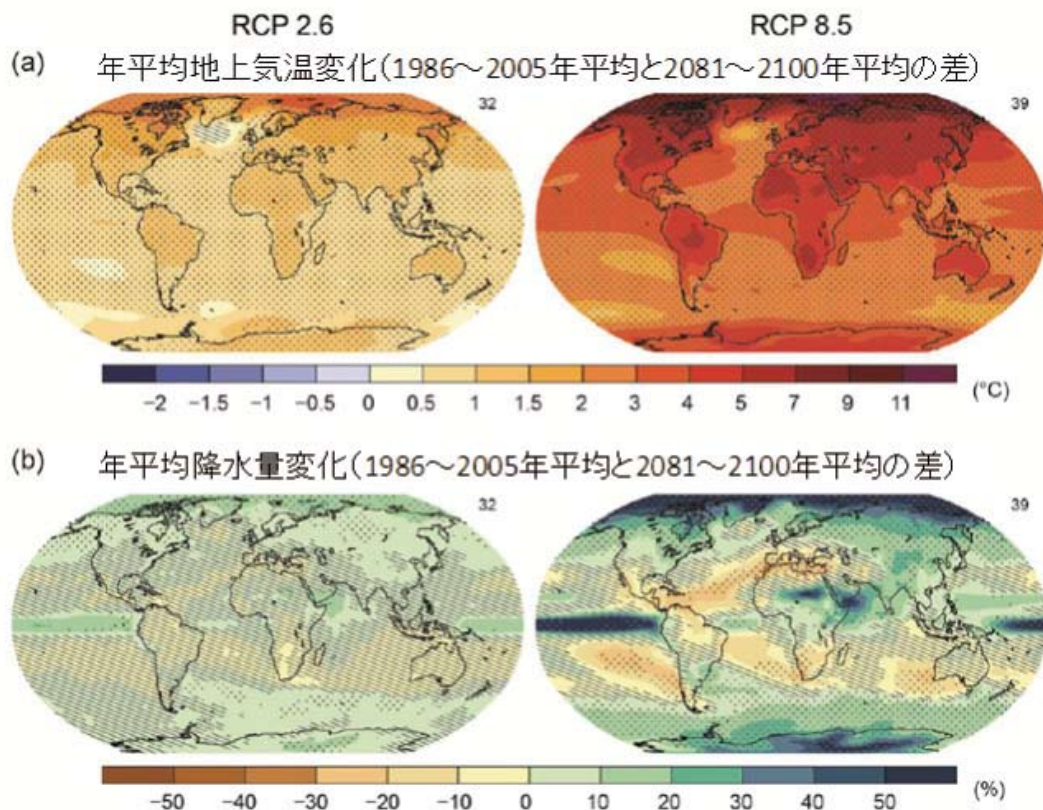 RCP 2.6
RCP 8.5
(a) 年平均地上気温変化(1986～2005年平均と2081～2100年平均の差)
32
39
−2 −1.5 −1 −0.5 0 0.5 1 1.5 2 3 4 5 7 9 11 (°C)
(b) 年平均降水量変化(1986～2005年平均と2081～2100年平均の差)
32
39
−50 −40 −30 −20 −10 0 10 20 30 40 50 (%)